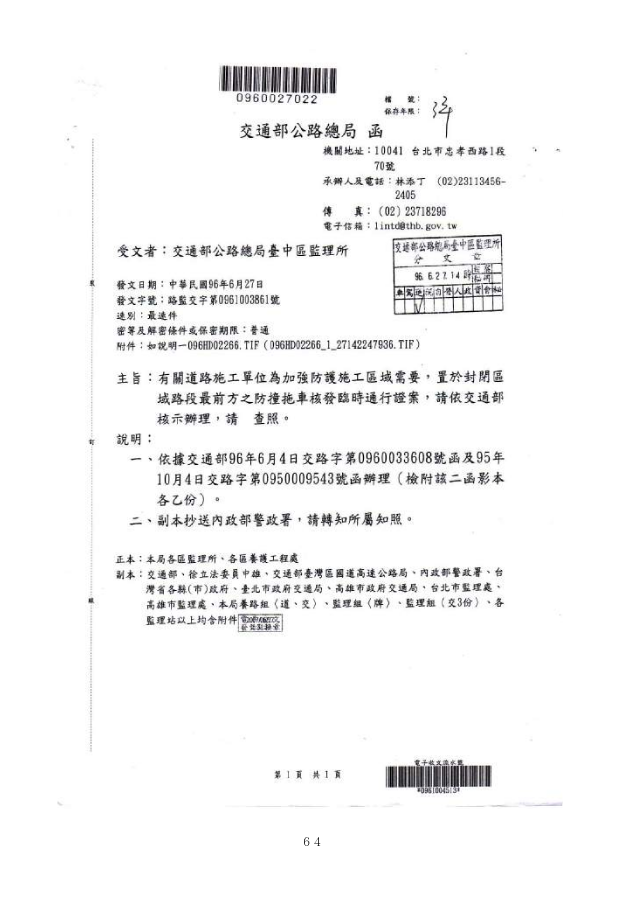 0960027022
檔 號：
保存年限：
交通部公路總局 函
機關地址：10041 台北市忠孝西路1段
70號
承辦人及電話：林添丁 (02)23113456-
2405
傳 真：(02) 23718296
電子信箱：lintd@thb.gov.tw
受文者：交通部公路總局臺中區監理所
交通部公路總局臺中區監理所
分 文 章
96. 6. 27. 14 時
發文日期：中華民國96年6月27日
發文字號：路監交字第0961003861號
速別：最速件
密等及解密條件或保密期限：普通
附件：如說明一096HD02266.TIF (096HD02266_1_27142247936.TIF)
主旨：有關道路施工單位為加強防護施工區域需要，置於封閉區
域路段最前方之防撞拖車核發臨時通行證案，請依交通部
核示辦理，請 查照。
說明：
一、依據交通部96年6月4日交路字第0960033608號函及95年
10月4日交路字第0950009543號函辦理（檢附該二函影本
各乙份）。
二、副本抄送內政部警政署，請轉知所屬知照。
正本：本局各區監理所、各區養護工程處
副本：交通部、徐立法委員中雄、交通部臺灣區國道高速公路局、內政部警政署、台
灣省各縣(市)政府、臺北市政府交通局、高雄市政府交通局、台北市監理處、
高雄市監理處、本局養路組（道、交）、監理組（牌）、監理組（交3份）、各
監理站以上均含附件
訂
線
第 1 頁 共 1 頁
電子收文流水號
*0961004513*
64